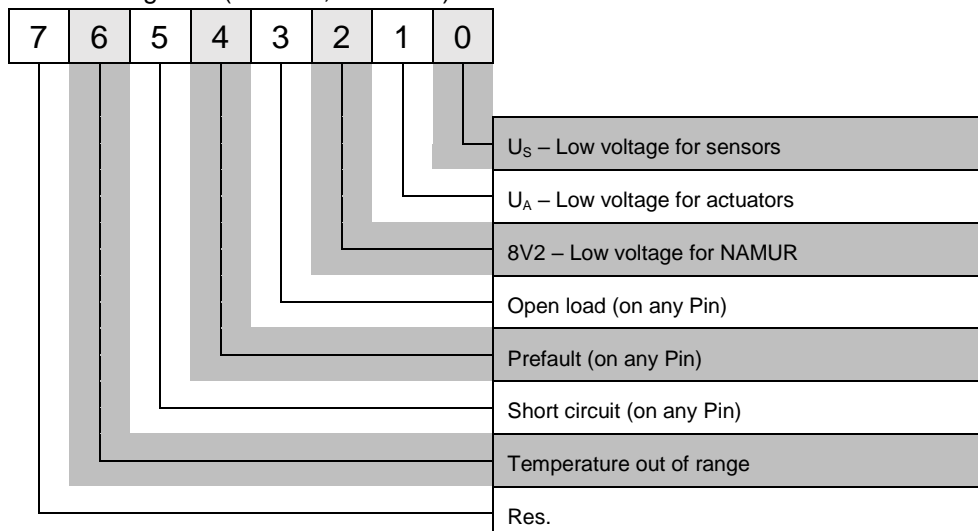 7 6 5 4 3 2 1 0
U_S – Low voltage for sensors
U_A – Low voltage for actuators
8V2 – Low voltage for NAMUR
Open load (on any Pin)
Prefault (on any Pin)
Short circuit (on any Pin)
Temperature out of range
Res.